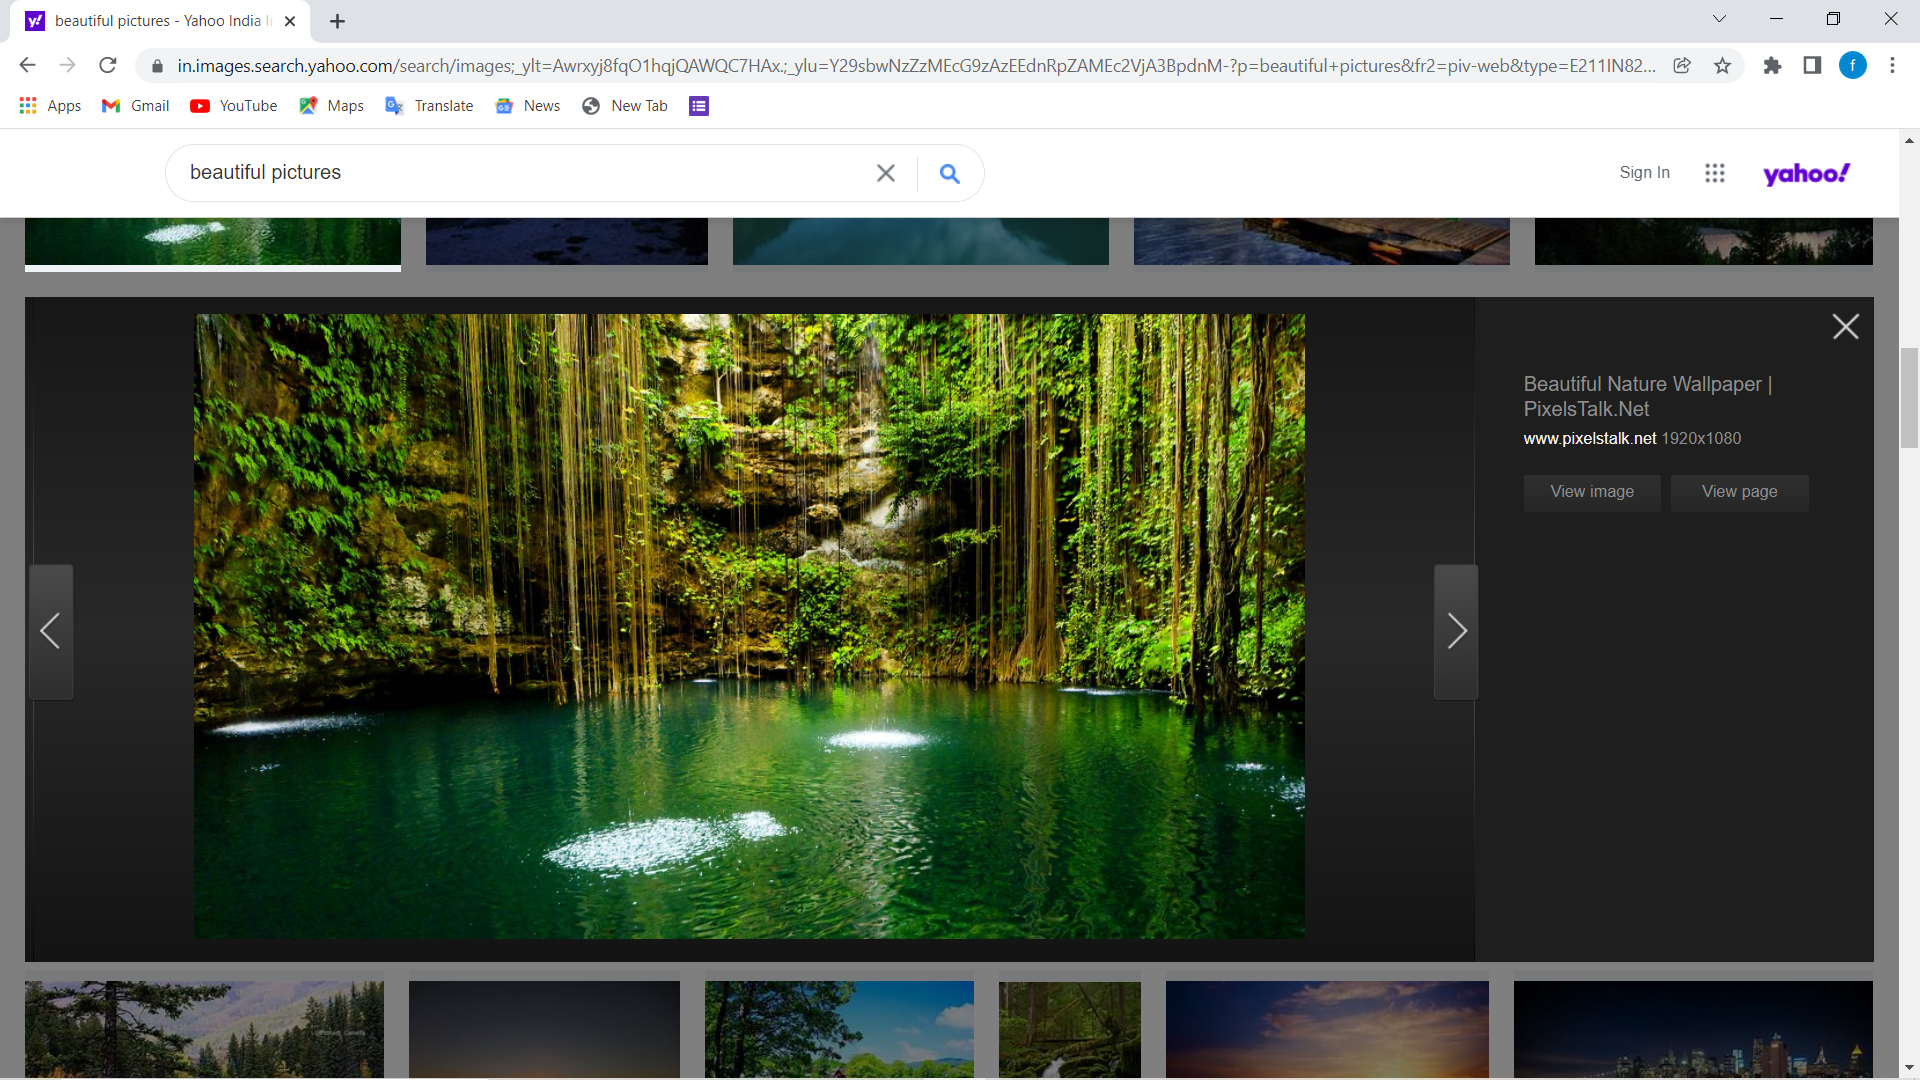 beautiful pictures - Yahoo India I
in.images.search.yahoo.com/search/images;_ylt=Awrxyj8fqO1hqjQAWQC7HAx.;_ylu=Y29sbwNzZzMEcG9zAzEEdnRpZAMEc2VjA3BpdnM-?p=beautiful+pictures&fr2=piv-web&type=E211IN82...
f
Apps Gmail YouTube Maps Translate News New Tab
beautiful pictures
Sign In
yahoo!
Beautiful Nature Wallpaper |
PixelsTalk.Net
www.pixelstalk.net 1920x1080
View image View page